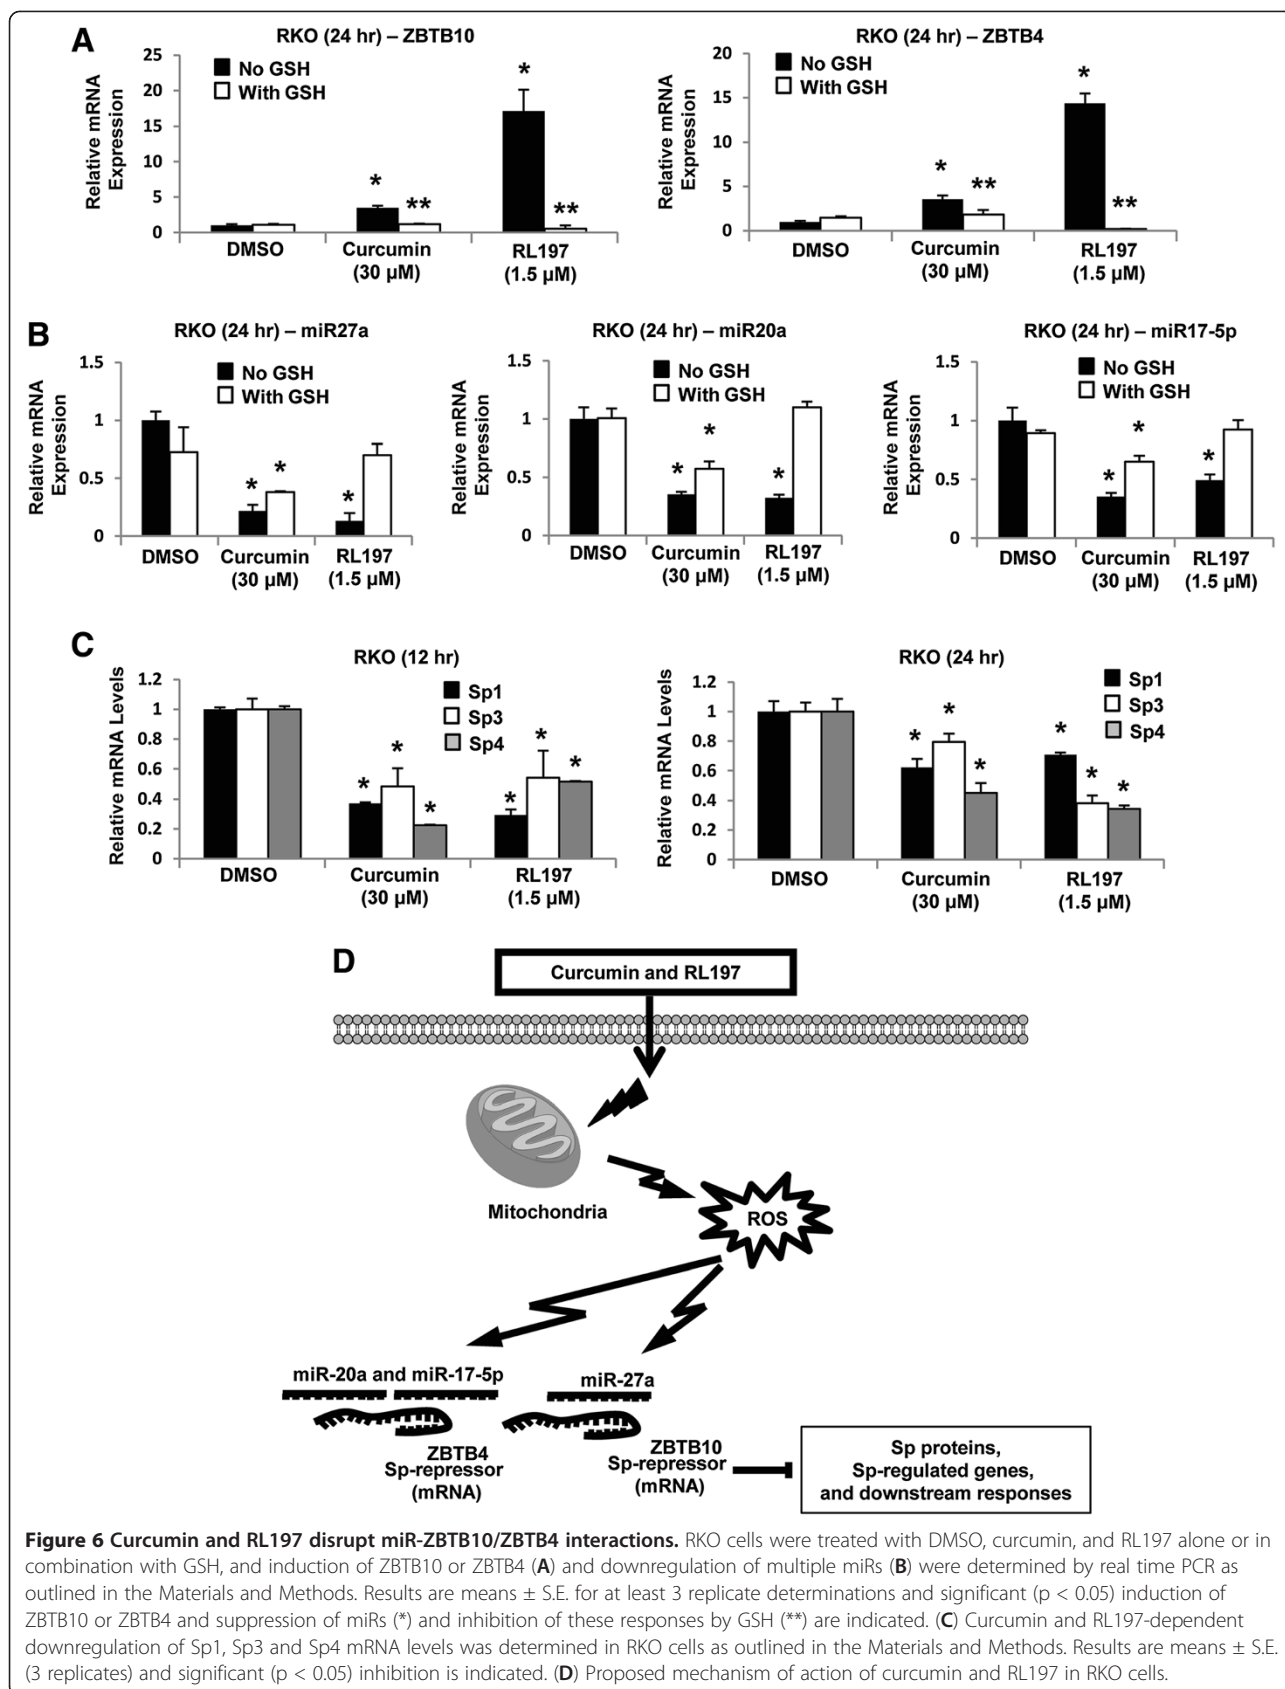 A
RKO (24 hr) – ZBTB10
Relative mRNA
Expression
25
20
15
10
5
0
No GSH
With GSH
*
**
*
**
DMSO
Curcumin
(30 µM)
RL197
(1.5 µM)
RKO (24 hr) – ZBTB4
Relative mRNA
Expression
20
15
10
5
0
No GSH
With GSH
*
**
*
**
DMSO
Curcumin
(30 µM)
RL197
(1.5 µM)
B
RKO (24 hr) – miR27a
Relative mRNA
Expression
1.5
1
0.5
0
No GSH
With GSH
*
*
*
DMSO
Curcumin
(30 µM)
RL197
(1.5 µM)
RKO (24 hr) – miR20a
Relative mRNA
Expression
1.5
1
0.5
0
No GSH
With GSH
*
*
*
DMSO
Curcumin
(30 µM)
RL197
(1.5 µM)
RKO (24 hr) – miR17-5p
Relative mRNA
Expression
1.5
1
0.5
0
No GSH
With GSH
*
*
*
DMSO
Curcumin
(30 µM)
RL197
(1.5 µM)
C
RKO (12 hr)
Relative mRNA Levels
1.2
1
0.8
0.6
0.4
0.2
0
Sp1
Sp3
Sp4
*
*
*
*
*
*
DMSO
Curcumin
(30 µM)
RL197
(1.5 µM)
RKO (24 hr)
Relative mRNA Levels
1.2
1
0.8
0.6
0.4
0.2
0
Sp1
Sp3
Sp4
*
*
*
*
*
*
DMSO
Curcumin
(30 µM)
RL197
(1.5 µM)
D
Curcumin and RL197
Mitochondria
ROS
miR-20a and miR-17-5p
ZBTB4
Sp-repressor
(mRNA)
miR-27a
ZBTB10
Sp-repressor
(mRNA)
Sp proteins,
Sp-regulated genes,
and downstream responses
Figure 6 Curcumin and RL197 disrupt miR-ZBTB10/ZBTB4 interactions. RKO cells were treated with DMSO, curcumin, and RL197 alone or in
combination with GSH, and induction of ZBTB10 or ZBTB4 (A) and downregulation of multiple miRs (B) were determined by real time PCR as
outlined in the Materials and Methods. Results are means ± S.E. for at least 3 replicate determinations and significant (p < 0.05) induction of
ZBTB10 or ZBTB4 and suppression of miRs (*) and inhibition of these responses by GSH (**) are indicated. (C) Curcumin and RL197-dependent
downregulation of Sp1, Sp3 and Sp4 mRNA levels was determined in RKO cells as outlined in the Materials and Methods. Results are means ± S.E.
(3 replicates) and significant (p < 0.05) inhibition is indicated. (D) Proposed mechanism of action of curcumin and RL197 in RKO cells.